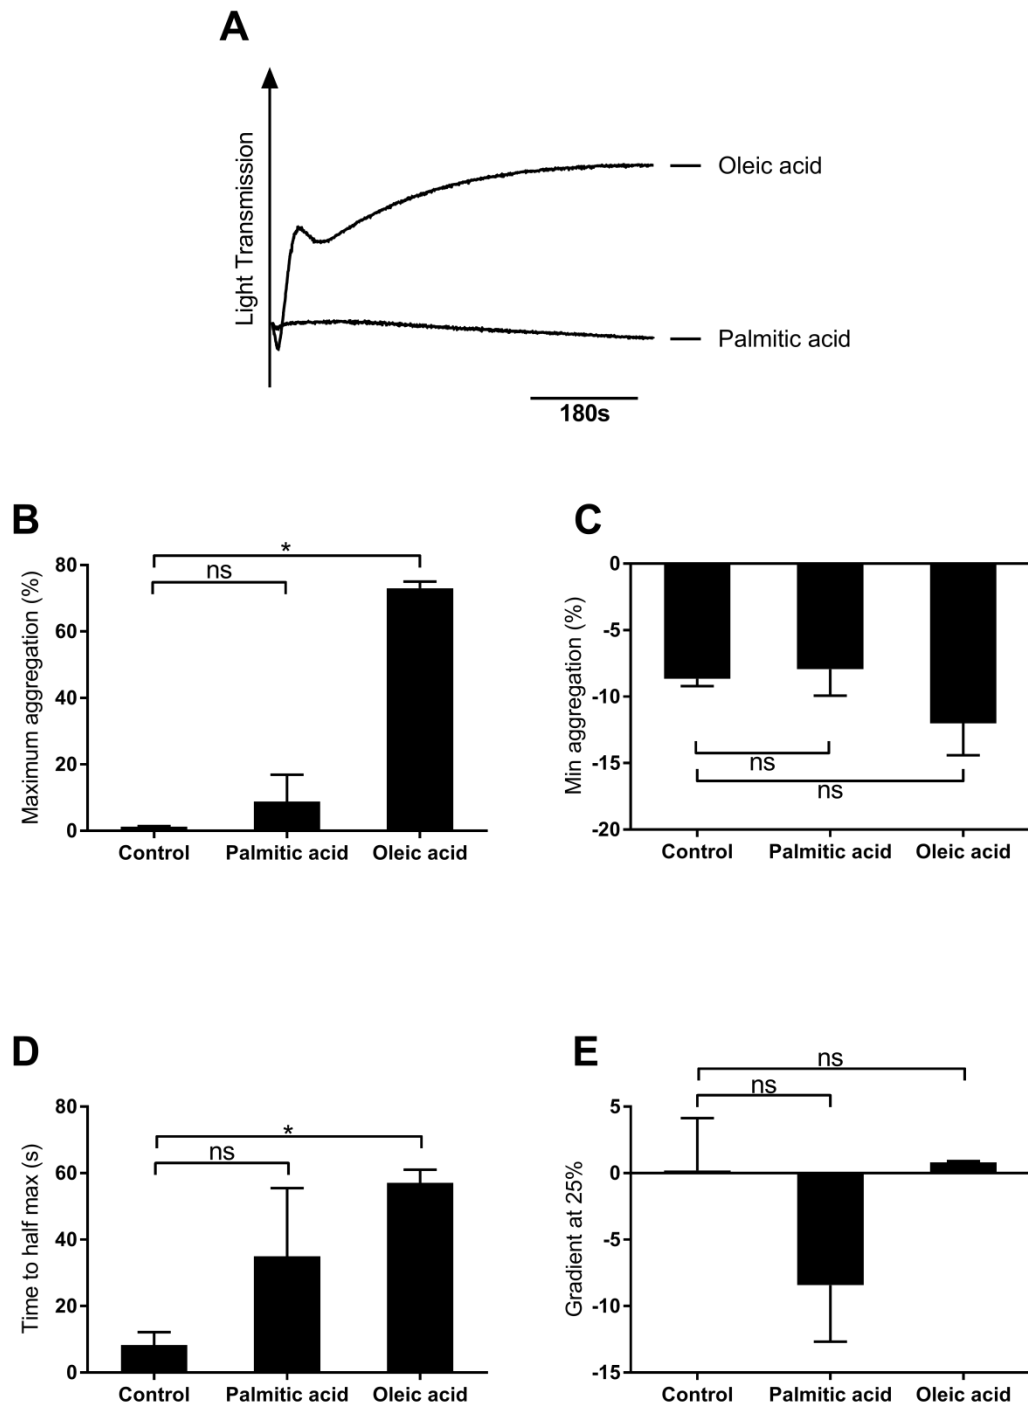 A
Light Transmission
Oleic acid
Palmitic acid
180s
B
Maximum aggregation (%)
80
60
40
20
0
*
ns
Control
Palmitic acid
Oleic acid
C
Min aggregation (%)
0
-5
-10
-15
-20
ns
ns
Control
Palmitic acid
Oleic acid
D
Time to half max (s)
80
60
40
20
0
*
ns
Control
Palmitic acid
Oleic acid
E
Gradient at 25%
5
0
-5
-10
-15
ns
ns
Control
Palmitic acid
Oleic acid